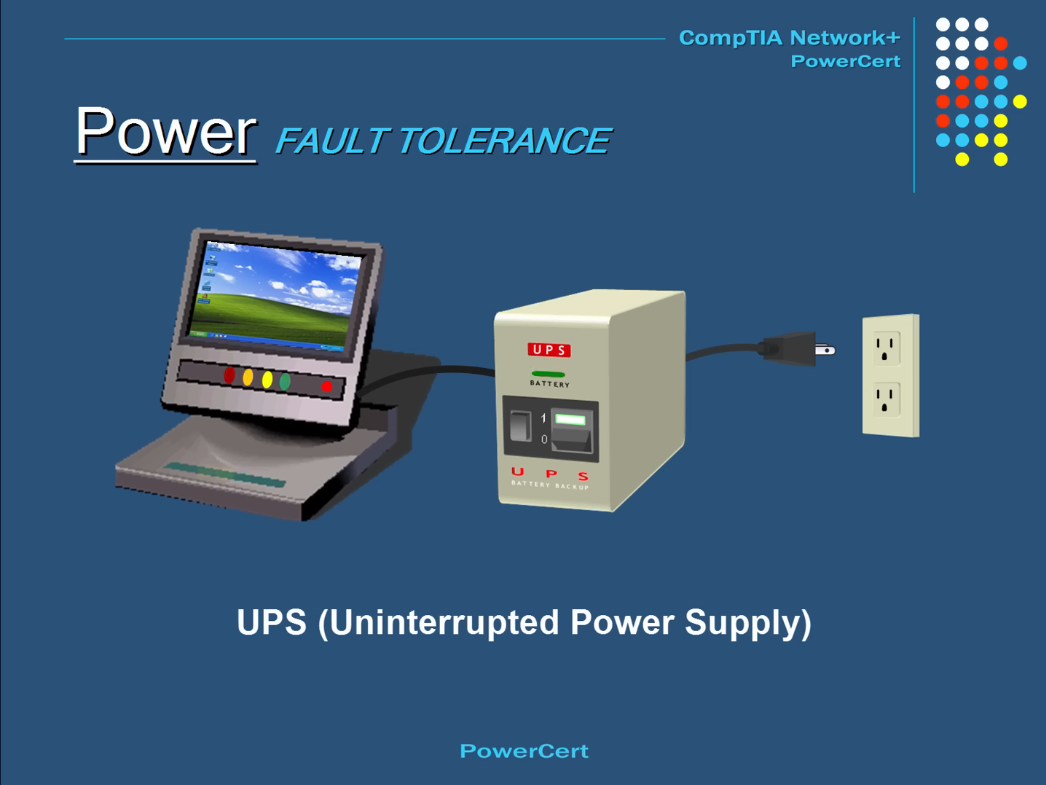 CompTIA Network+
PowerCert
Power FAULT TOLERANCE
UPS
BATTERY
1
0
U P S
BATTERY BACKUP
UPS (Uninterrupted Power Supply)
PowerCert